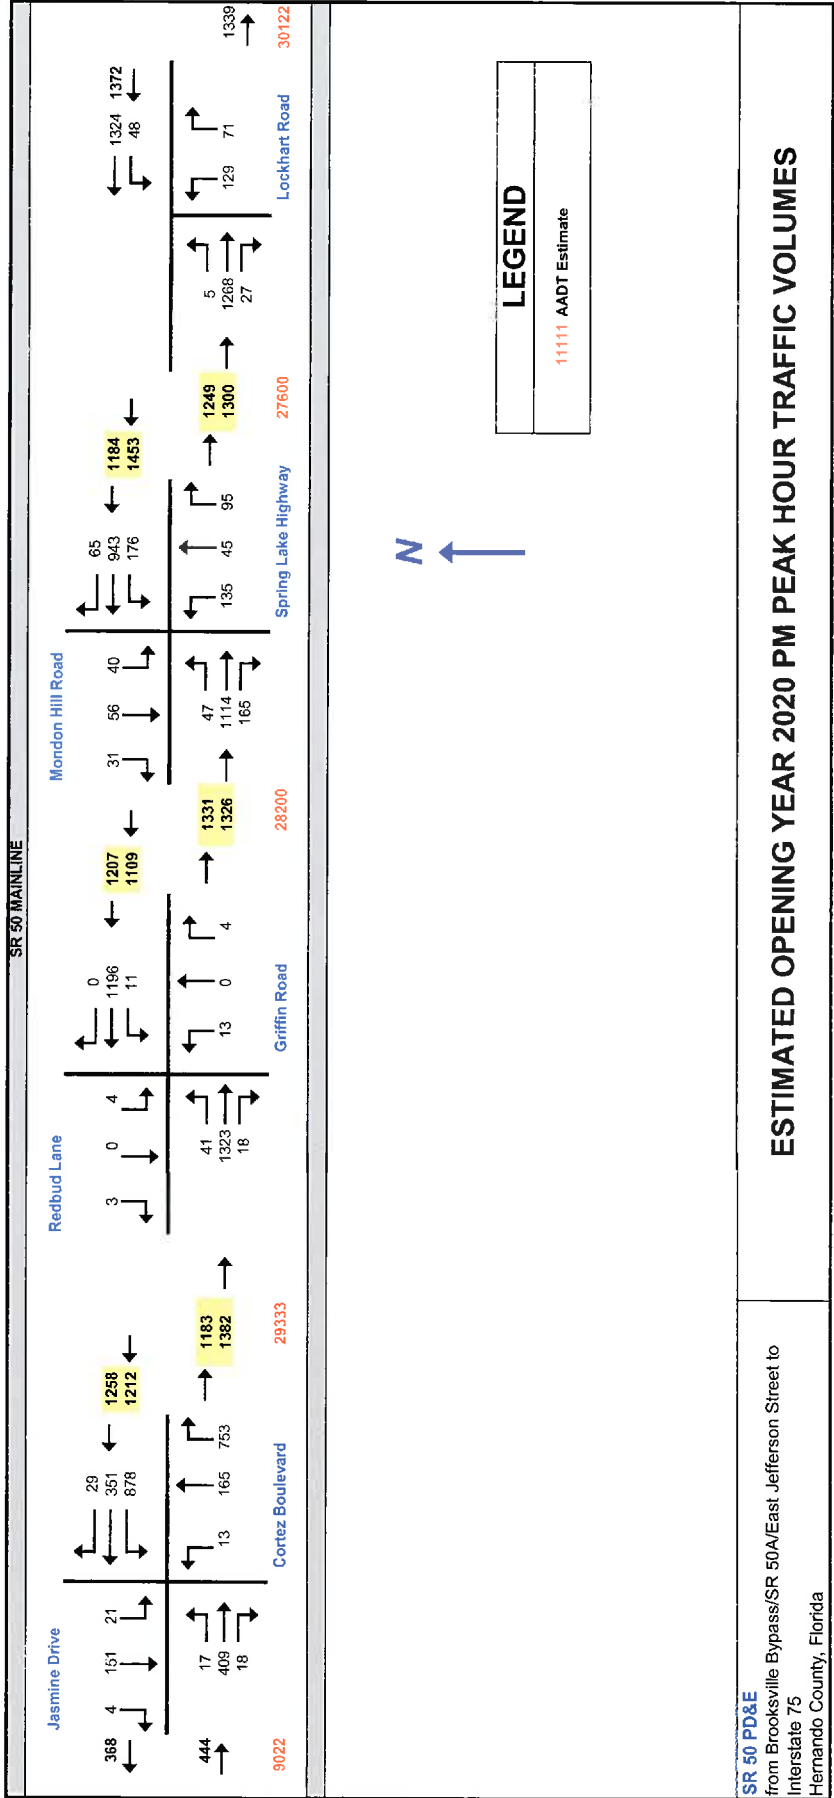 SR 50 MAINLINE
Jasmine Drive
Redbud Lane
Mondon Hill Road
368
4 151 21
29
351
878
1258
1212
3 0 4
0
1196
11
1207
1109
31 56 40
65
943
176
1184
1453
1324
48
1372
444
17
409
18
13 165 753
1183
1382
41
1323
18
13 0 4
1331
1326
47
1114
165
135 45 95
1249
1300
5
1268
27
129 71
1339
9022
Cortez Boulevard
29333
Griffin Road
28200
Spring Lake Highway
27600
Lockhart Road
30122
N
LEGEND
11111 AADT Estimate
SR 50 PD&E
from Brooksville Bypass/SR 50A/East Jefferson Street to
Interstate 75
Hernando County, Florida
ESTIMATED OPENING YEAR 2020 PM PEAK HOUR TRAFFIC VOLUMES